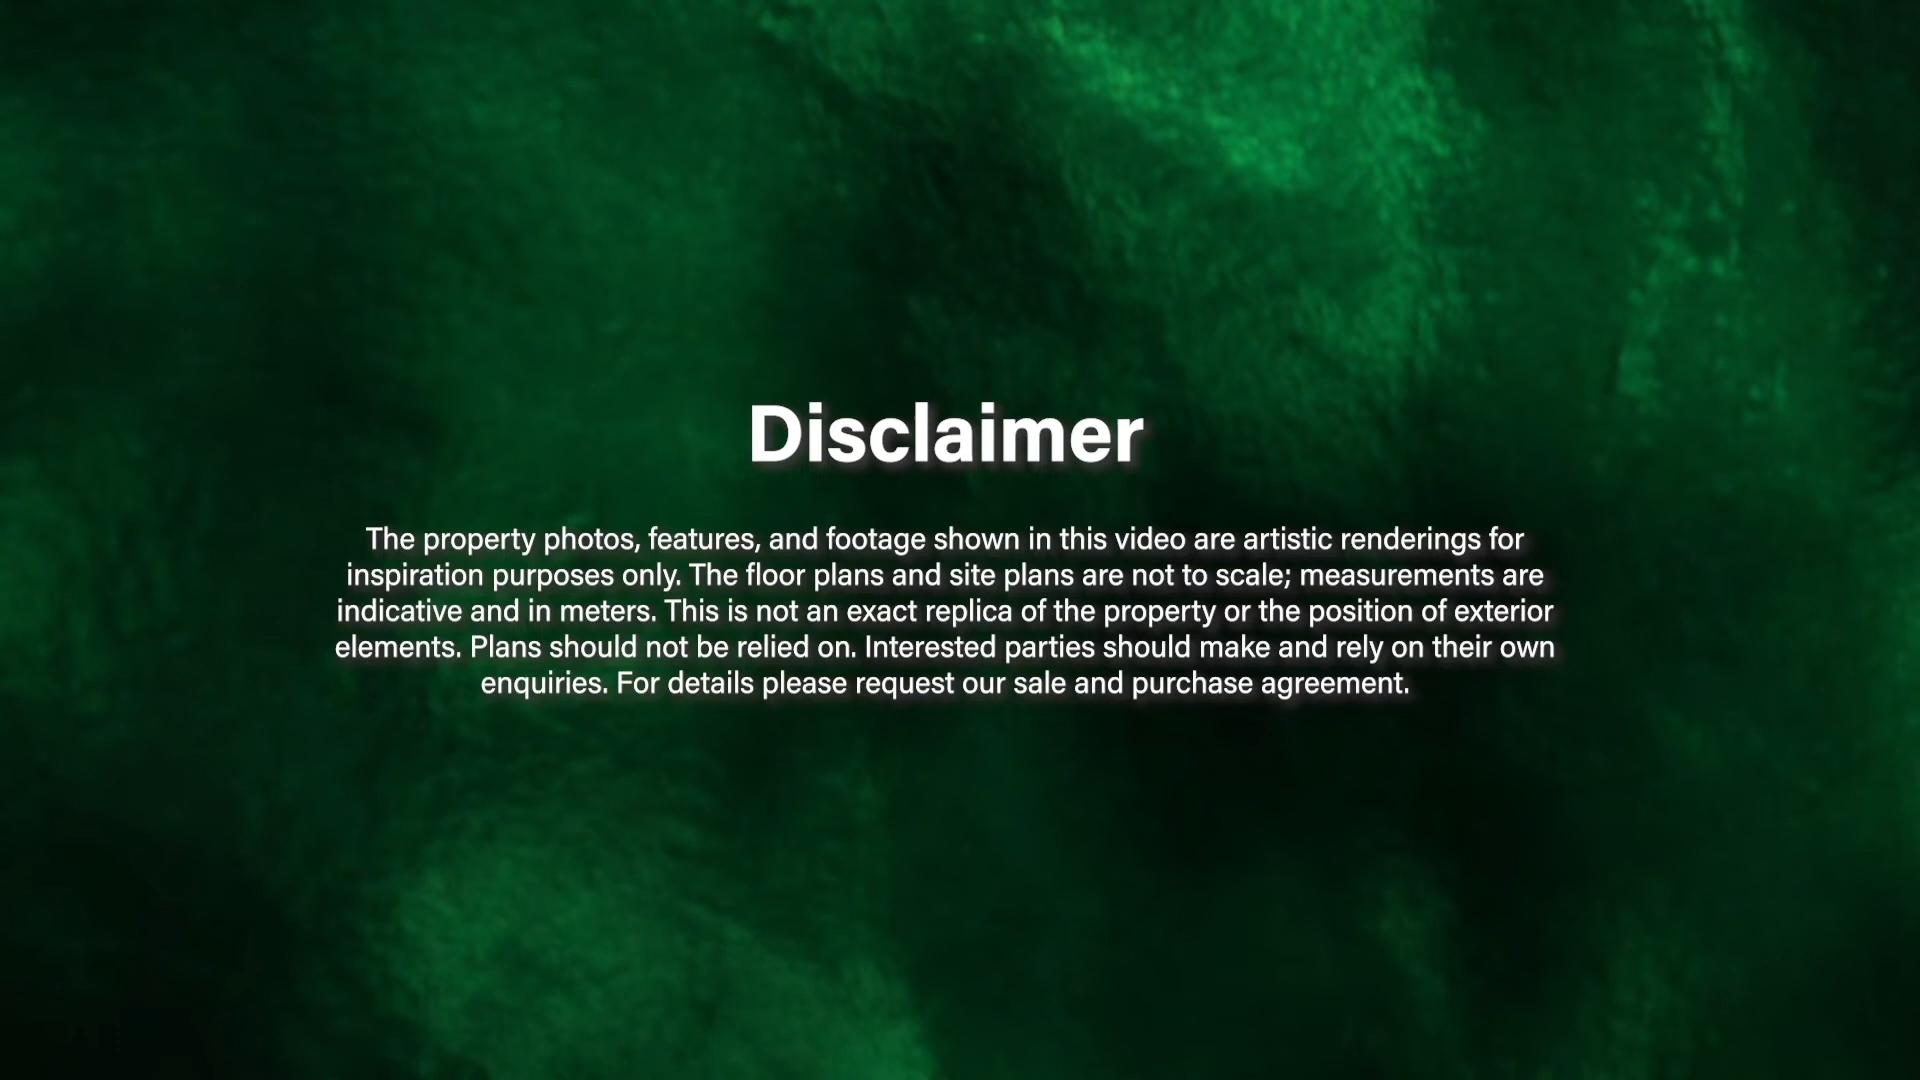 Disclaimer
The property photos, features, and footage shown in this video are artistic renderings for
inspiration purposes only. The floor plans and site plans are not to scale; measurements are
indicative and in meters. This is not an exact replica of the property or the position of exterior
elements. Plans should not be relied on. Interested parties should make and rely on their own
enquiries. For details please request our sale and purchase agreement.